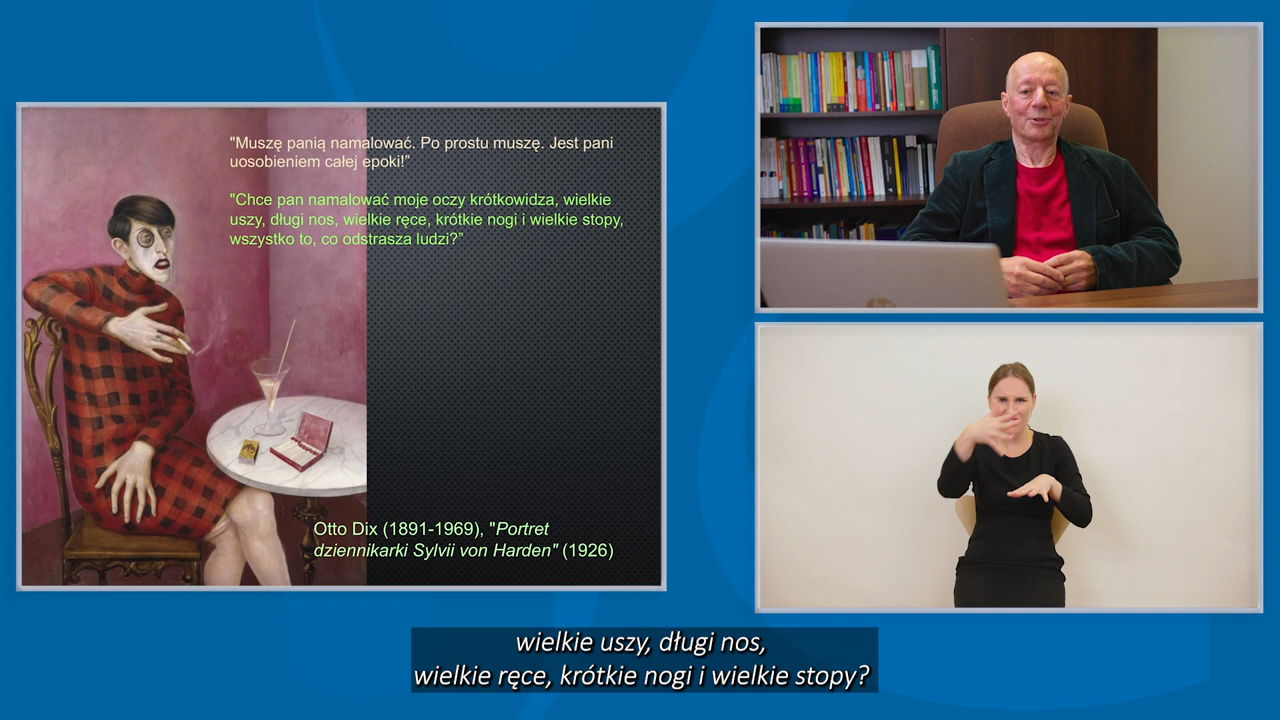 "Muszę panią namalować. Po prostu muszę. Jest pani
uosobieniem całej epoki!”
"Chce pan namalować moje oczy krótkowidza, wielkie
uszy, długi nos, wielkie ręce, krótkie nogi i wielkie stopy,
wszystko to, co odstrasza ludzi?”
Otto Dix (1891-1969), "Portret
dziennikarki Sylvii von Harden" (1926)
wielkie uszy, długi nos,
wielkie ręce, krótkie nogi i wielkie stopy?